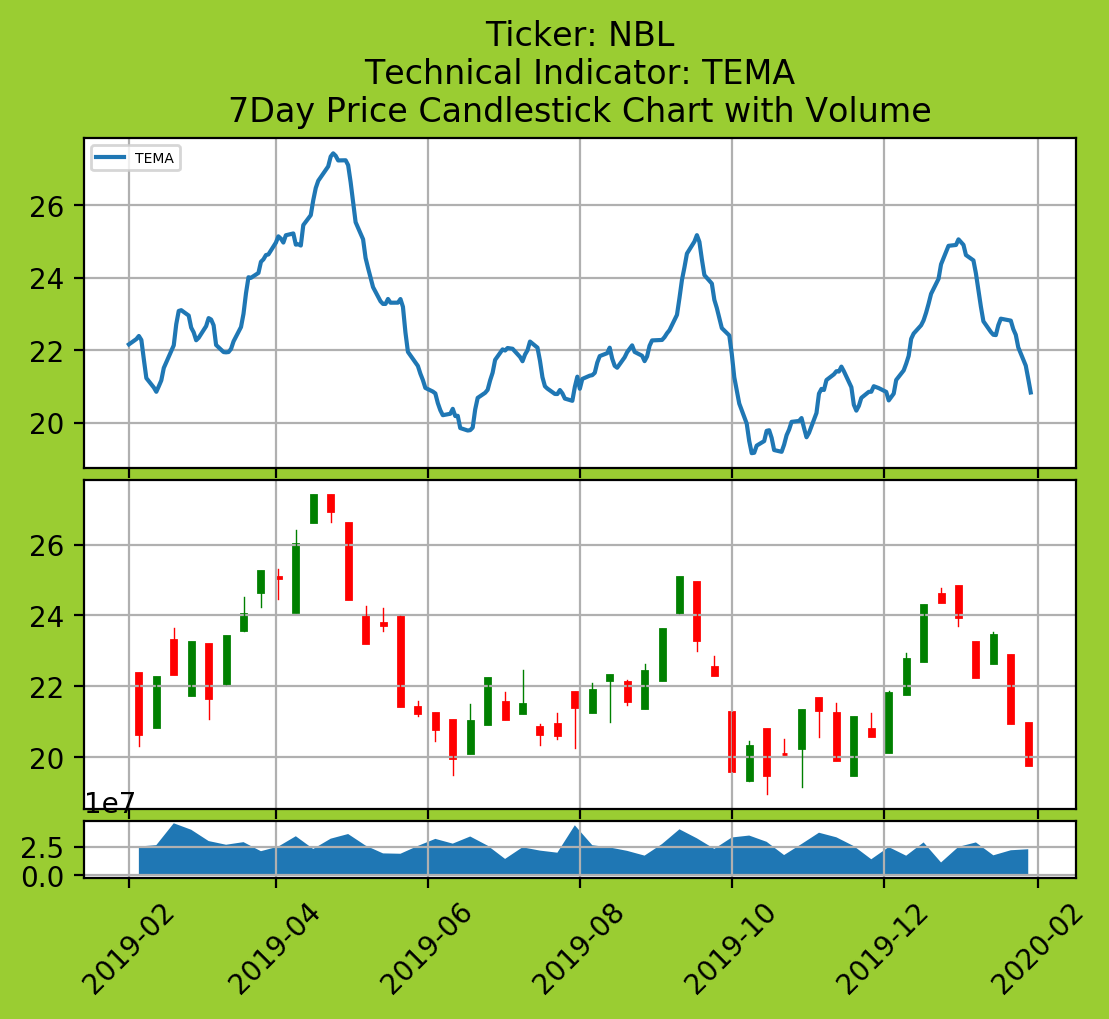 Ticker: NBL
Technical Indicator: TEMA
7Day Price Candlestick Chart with Volume
TEMA
26
24
22
20
26
24
22
20
1e7
2.5
0.0
2019-02 2019-04 2019-06 2019-08 2019-10 2019-12 2020-02